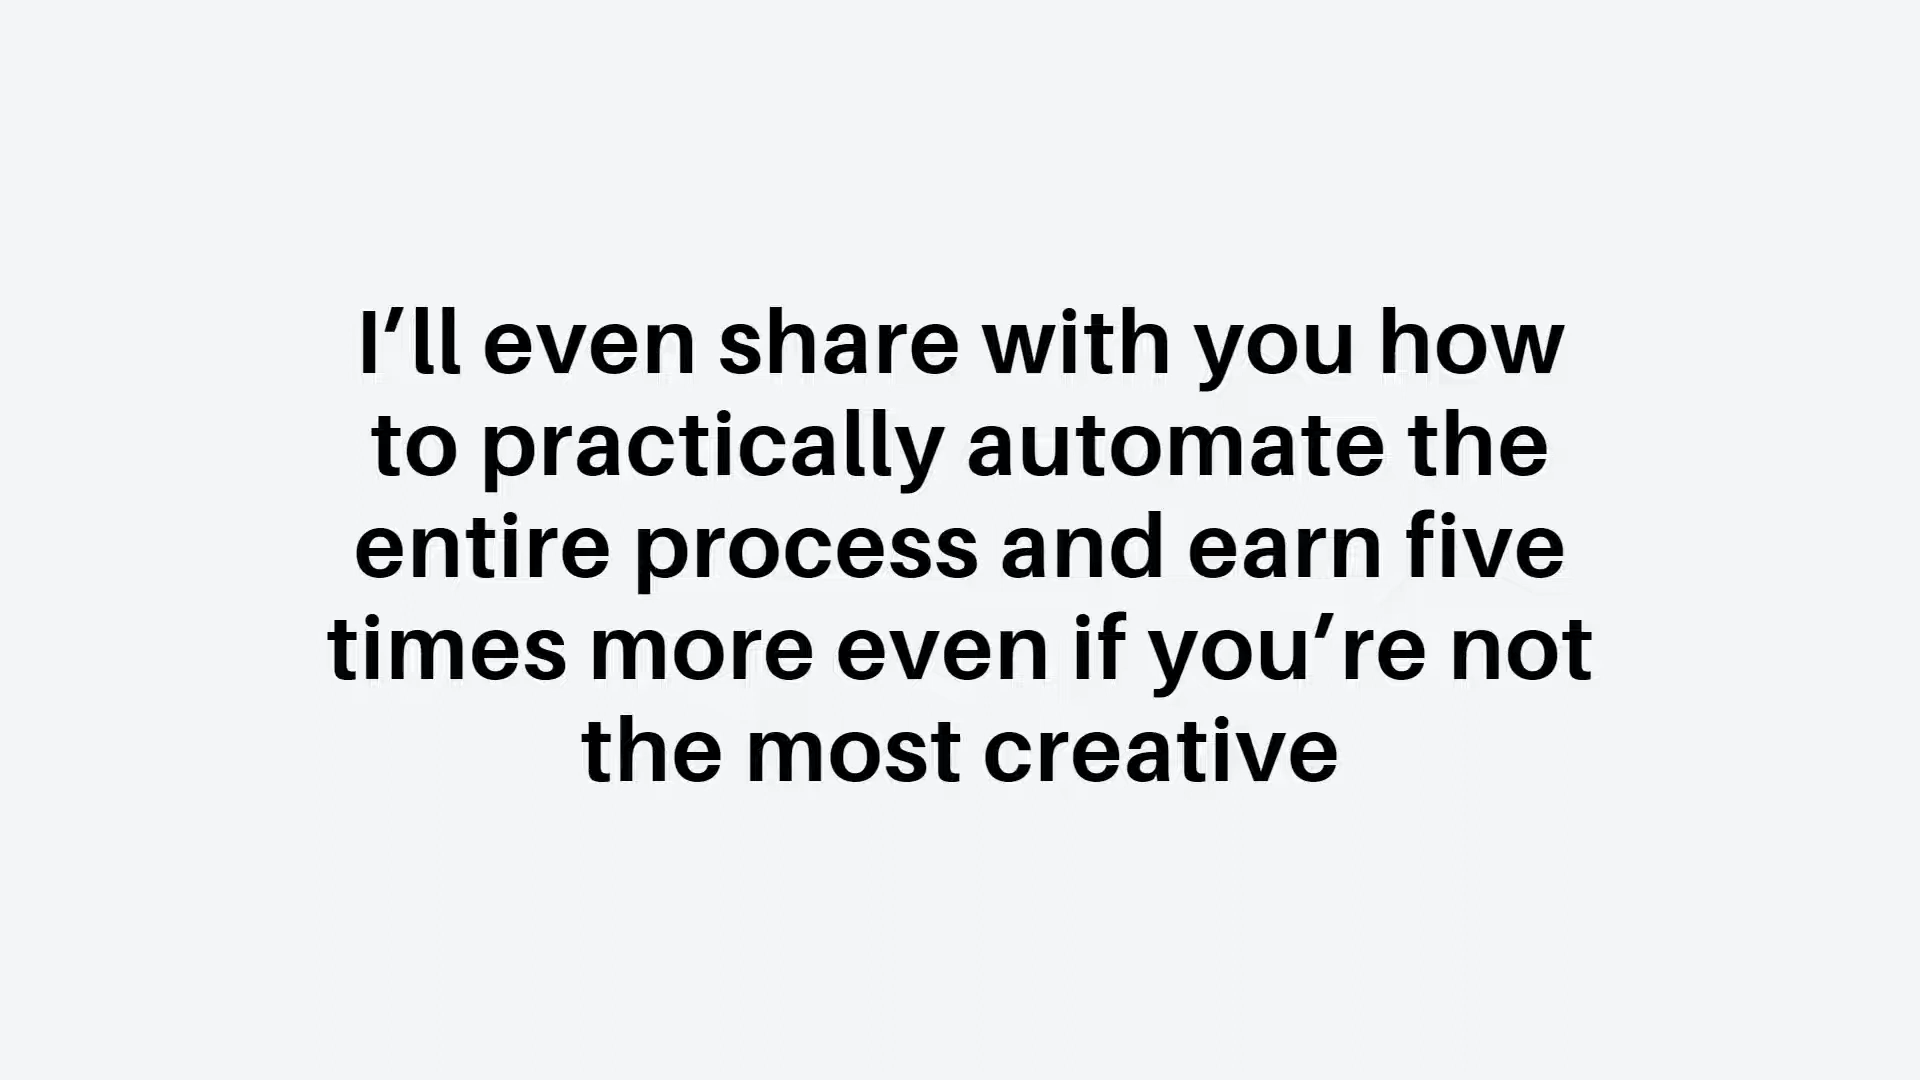 I’ll even share with you how
to practically automate the
entire process and earn five
times more even if you’re not
the most creative